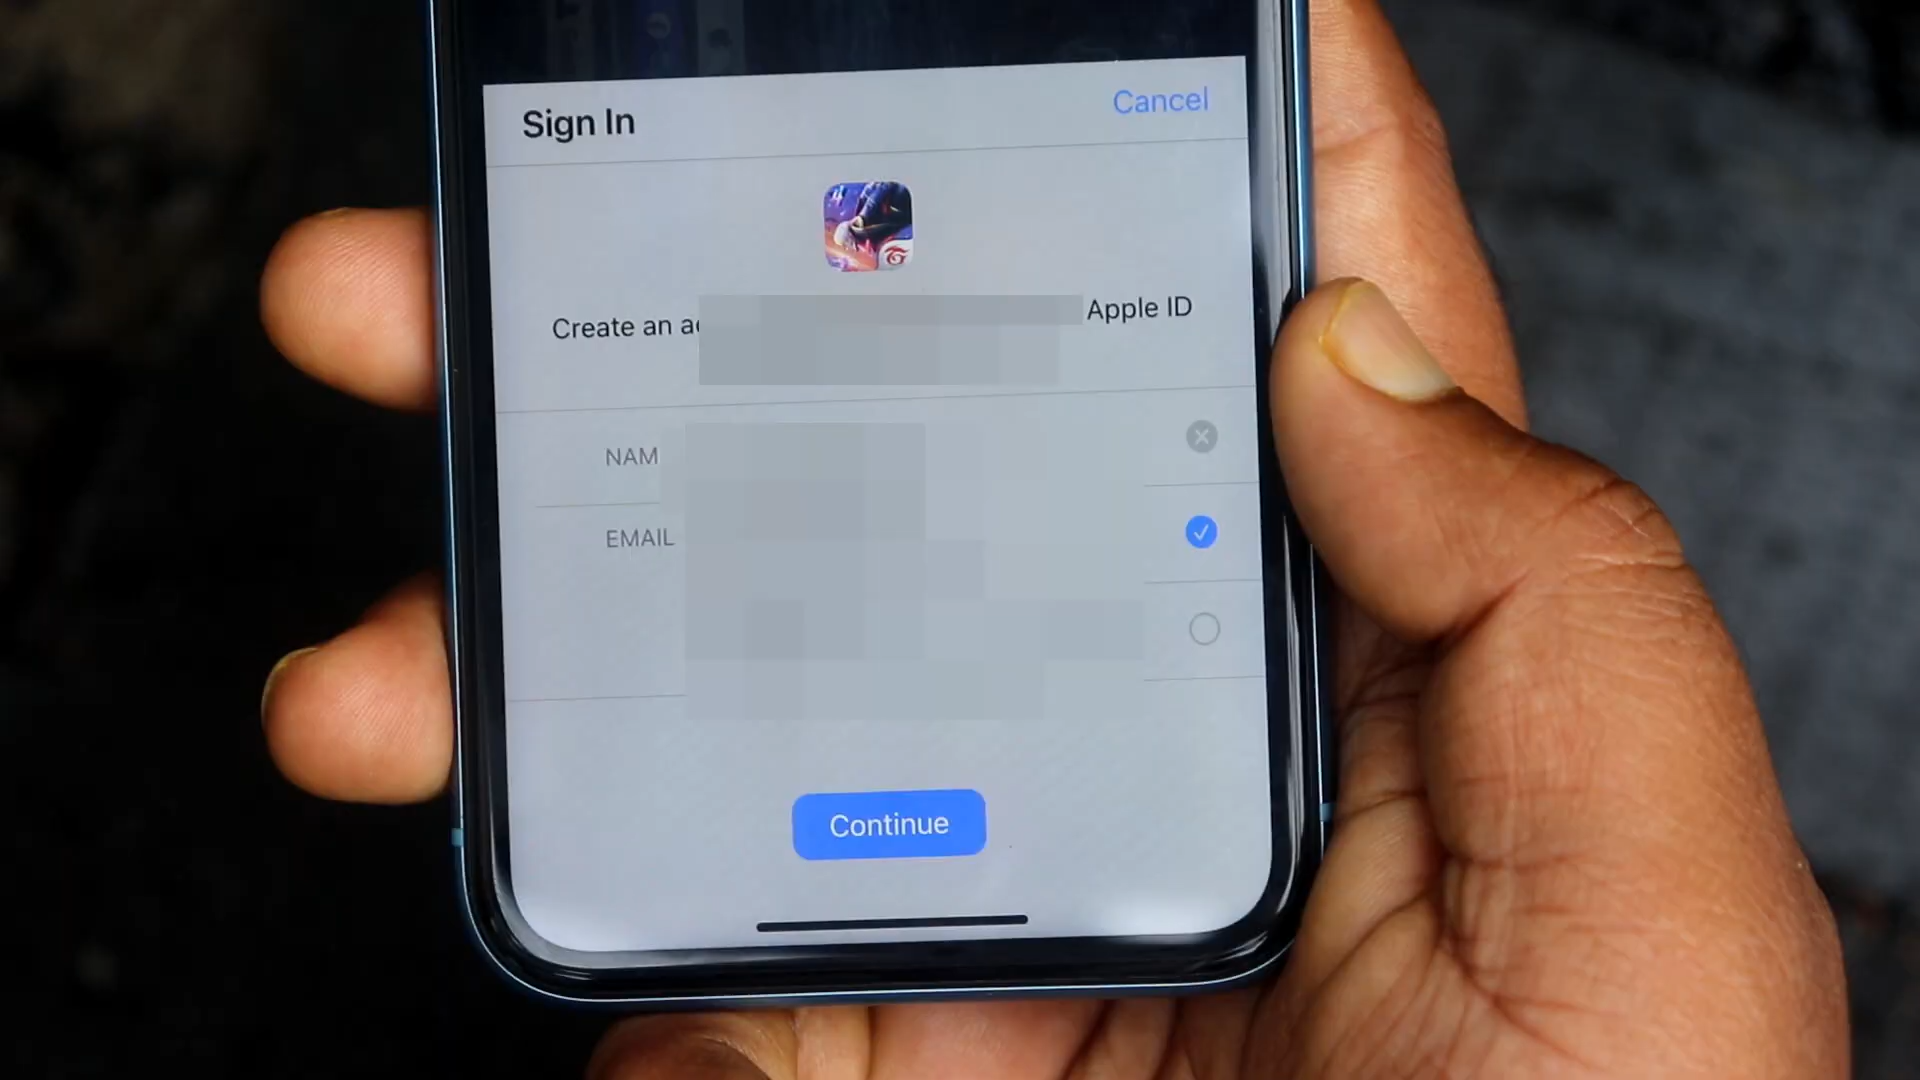 Sign In
Cancel
Create an a
Apple ID
NAM
EMAIL
Continue